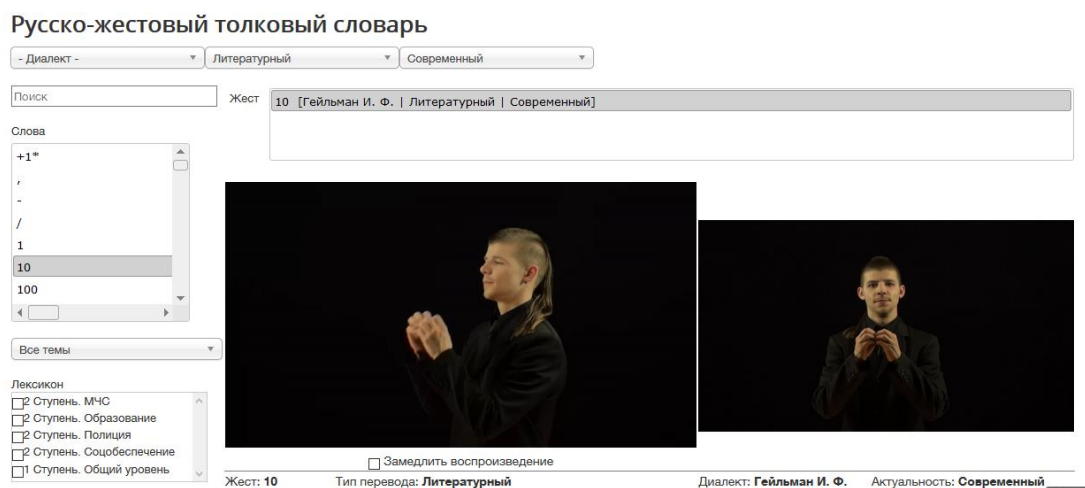 Русско-жестовый толковый словарь
- Диалект - Литературный Современный
Поиск
Жест
10 [Гейльман И. Ф. | Литературный | Современный]
Слова
+1*'
,
-
/
1
10
100
Все темы
Лексикон
2 Ступень. МЧС
2 Ступень. Образование
2 Ступень. Полиция
2 Ступень. Соцобеспечение
1 Ступень. Общий уровень
Замедлить воспроизведение
Жест: 10 Тип перевода: Литературный Диалект: Гейльман И. Ф. Актуальность: Современный